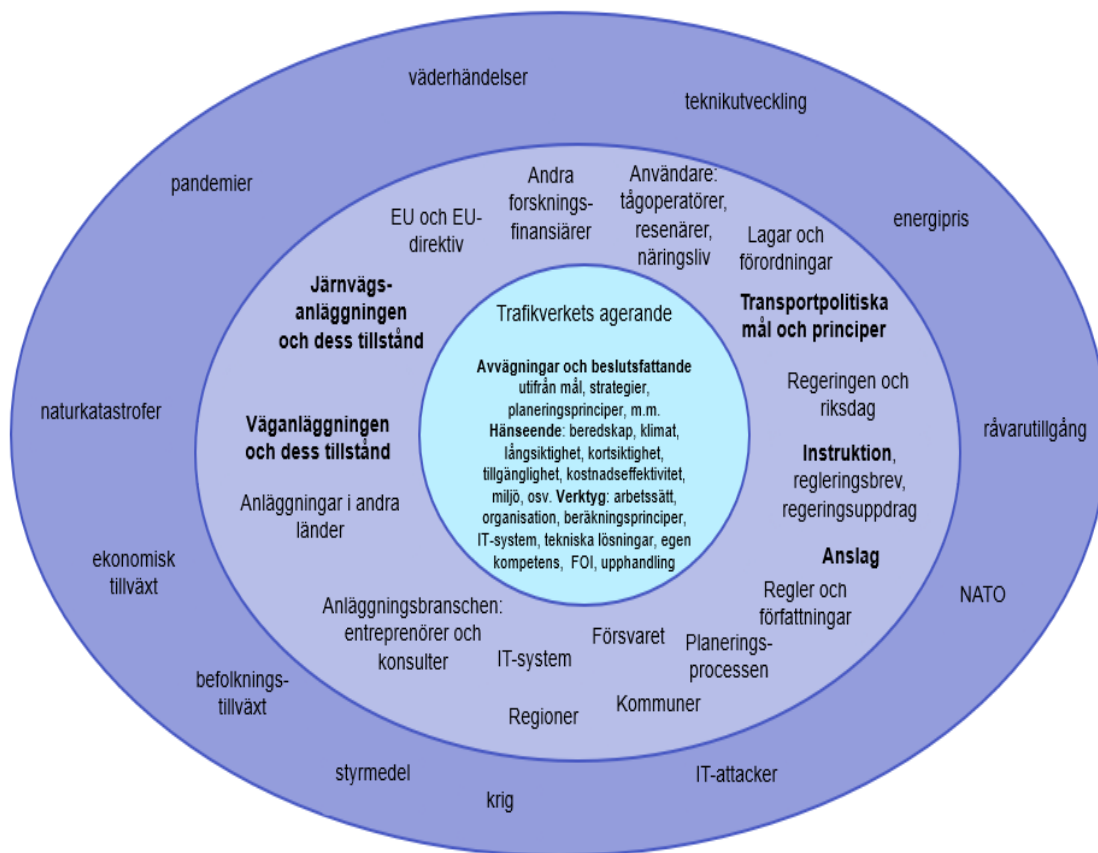 väderhändelser
teknikutveckling
pandemier
energipris
naturkatastrofer
råvarutillgång
ekonomisk
tillväxt
NATO
befolknings-
tillväxt
styrmedel
krig
IT-attacker
Andra
forsknings-
finansiärer
Användare:
tågoperatörer,
resenärer,
näringsliv
EU och EU-
direktiv
Lagar och
förordningar
Järnvägs-
anläggningen
och dess tillstånd
Transportpolitiska
mål och principer
Regeringen och
riksdag
Väganläggningen
och dess tillstånd
Instruktion,
regleringsbrev,
regeringsuppdrag
Anläggningar i andra
länder
Anslag
Regler och
författningar
Anläggningsbranschen:
entreprenörer och
konsulter
IT-system
Försvaret
Planerings-
processen
Regioner
Kommuner
Trafikverkets agerande
Avvägningar och beslutsfattande
utifrån mål, strategier,
planeringsprinciper, m.m.
Hänseende: beredskap, klimat,
långsiktighet, kortsiktighet,
tillgänglighet, kostnadseffektivitet,
miljö, osv. Verktyg: arbetssätt,
organisation, beräkningsprinciper,
IT-system, tekniska lösningar, egen
kompetens, FOI, upphandling